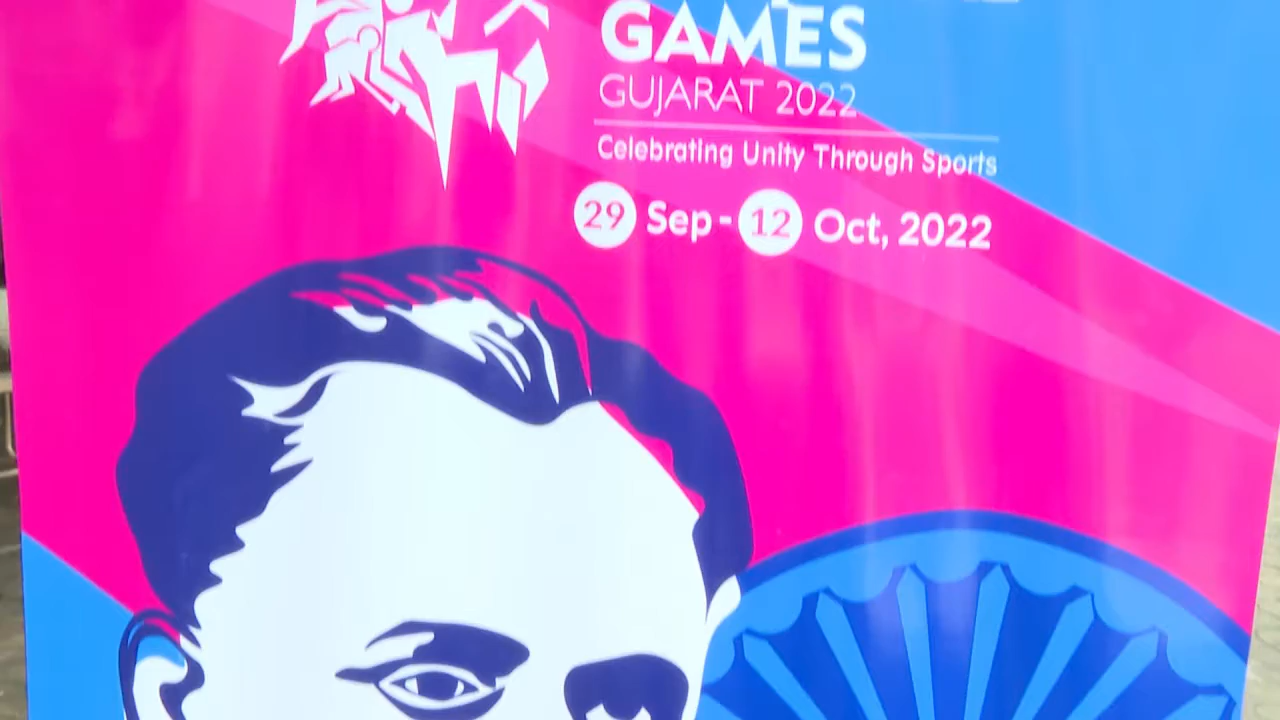 GAMES
GUJARAT 2022
Celebrating Unity Through Sports
29 Sep - 12 Oct, 2022